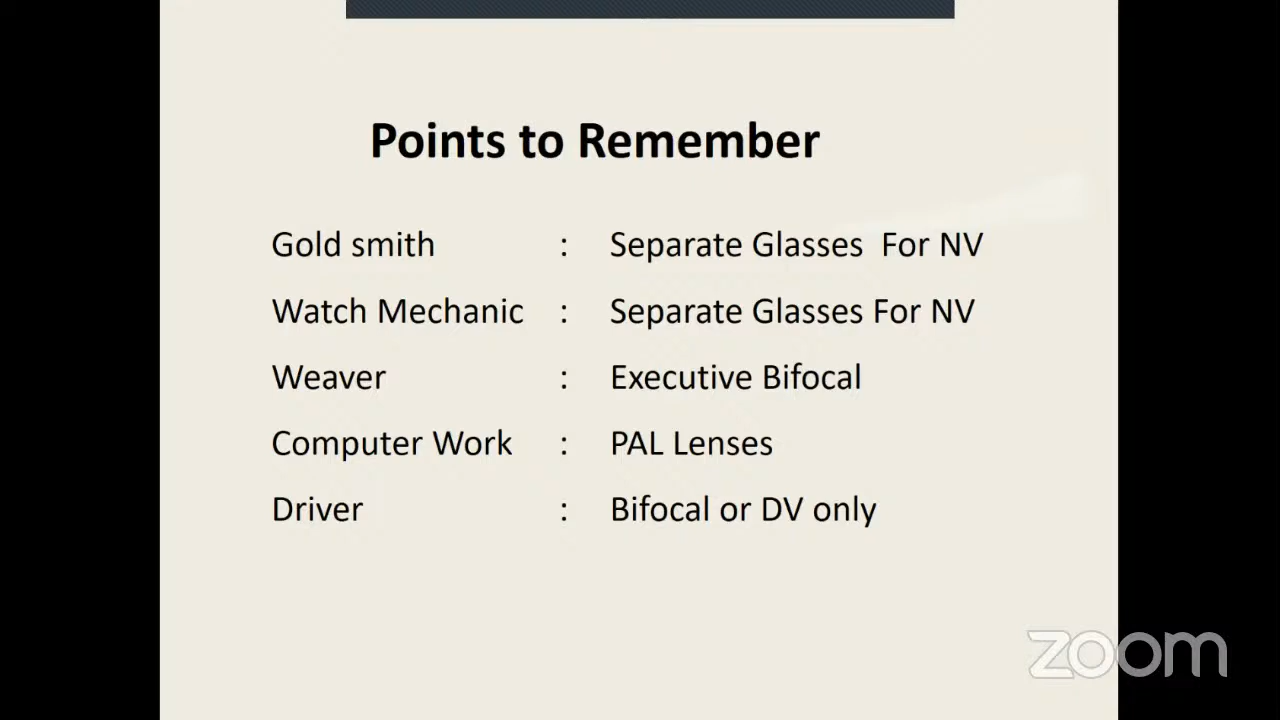 Points to Remember
Gold smith : Separate Glasses For NV
Watch Mechanic : Separate Glasses For NV
Weaver : Executive Bifocal
Computer Work : PAL Lenses
Driver : Bifocal or DV only
zoom